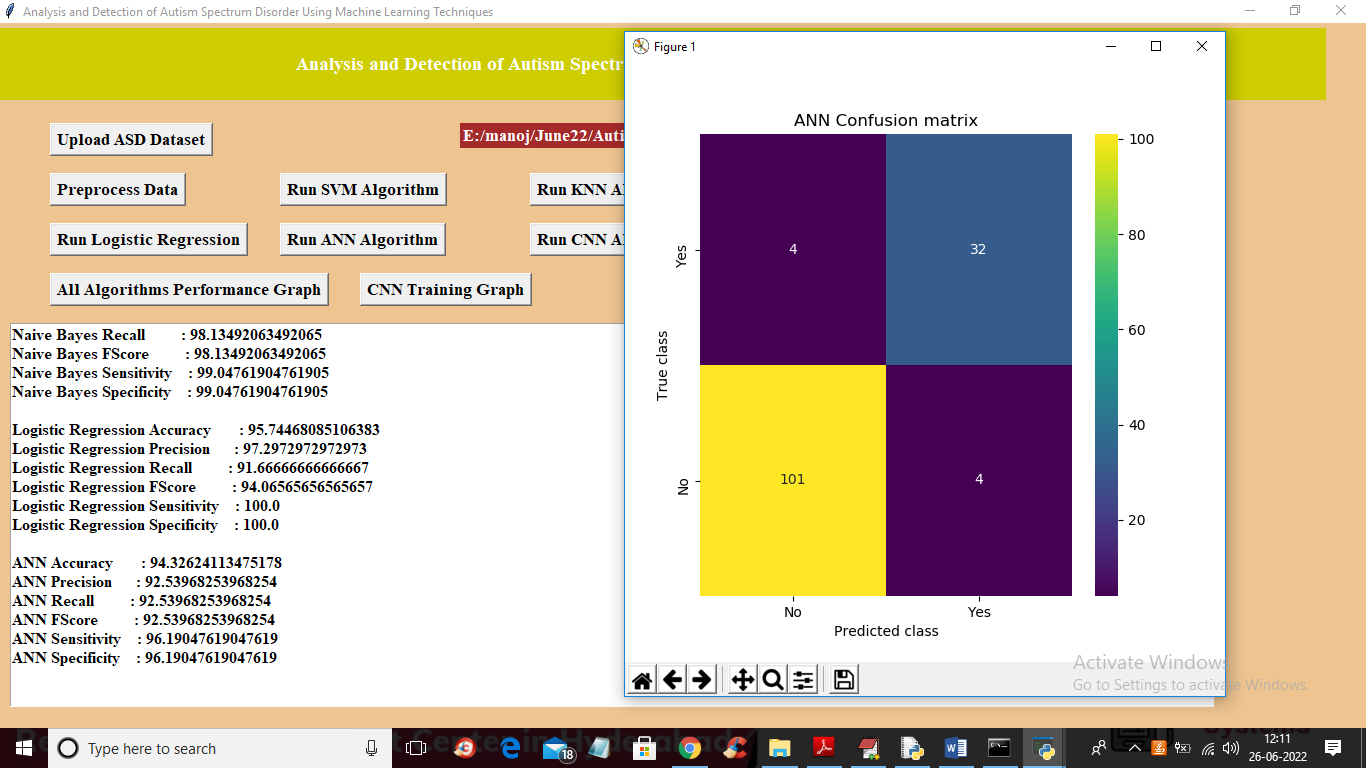 Analysis and Detection of Autism Spectrum Disorder Using Machine Learning Techniques
Analysis and Detection of Autism Spectr
Upload ASD Dataset
E:/manoj/June22/Auti
Preprocess Data
Run SVM Algorithm
Run KNN A
Run Logistic Regression
Run ANN Algorithm
Run CNN A
All Algorithms Performance Graph
CNN Training Graph
Naive Bayes Recall : 98.13492063492065
Naive Bayes FScore : 98.13492063492065
Naive Bayes Sensitivity : 99.04761904761905
Naive Bayes Specificity : 99.04761904761905
Logistic Regression Accuracy : 95.74468085106383
Logistic Regression Precision : 97.2972972972973
Logistic Regression Recall : 91.66666666666667
Logistic Regression FScore : 94.06565656565657
Logistic Regression Sensitivity : 100.0
Logistic Regression Specificity : 100.0
ANN Accuracy : 94.32624113475178
ANN Precision : 92.53968253968254
ANN Recall : 92.53968253968254
ANN FScore : 92.53968253968254
ANN Sensitivity : 96.19047619047619
ANN Specificity : 96.19047619047619
Figure 1
ANN Confusion matrix
True class
Yes
No
4
32
101
4
No
Yes
Predicted class
100
80
60
40
20
Activate Windows
Go to Settings to activate Windows.
Type here to search
18
12:11
26-06-2022